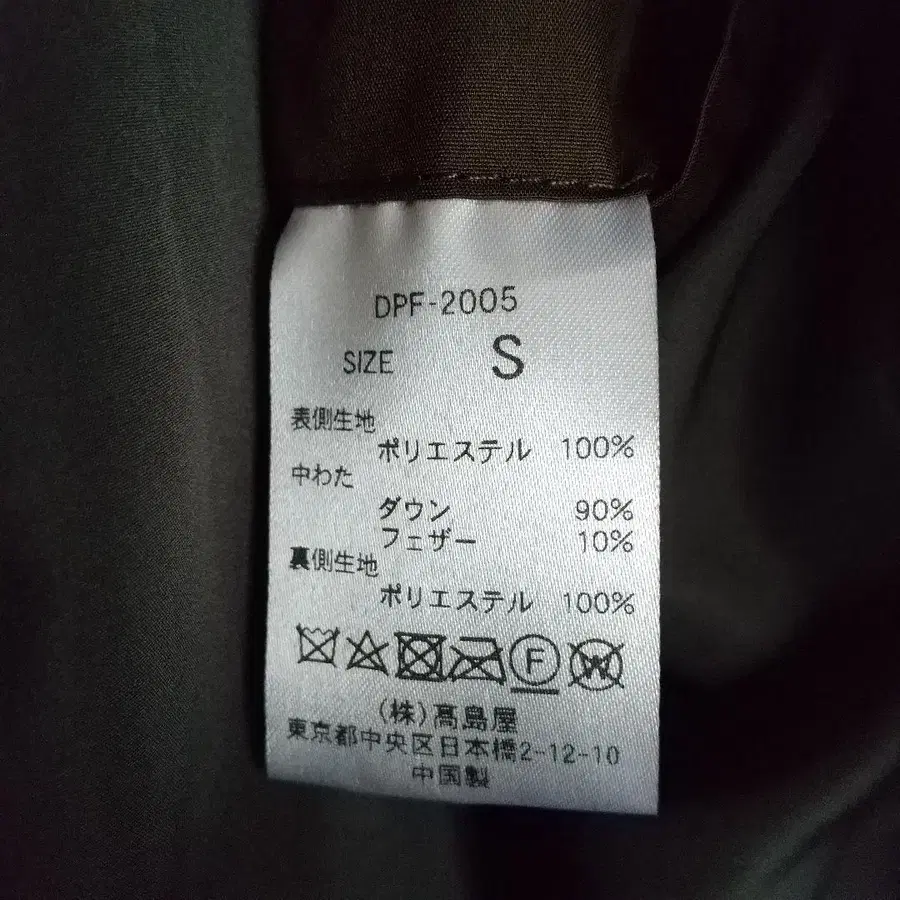 DPF-2005
SIZE S
表側生地
ポリエステル 100%
中わた
ダウン 90%
フェザー 10%
裏側生地
ポリエステル 100%
F W
(株)髙島屋
東京都中央区日本橋2-12-10
中国製